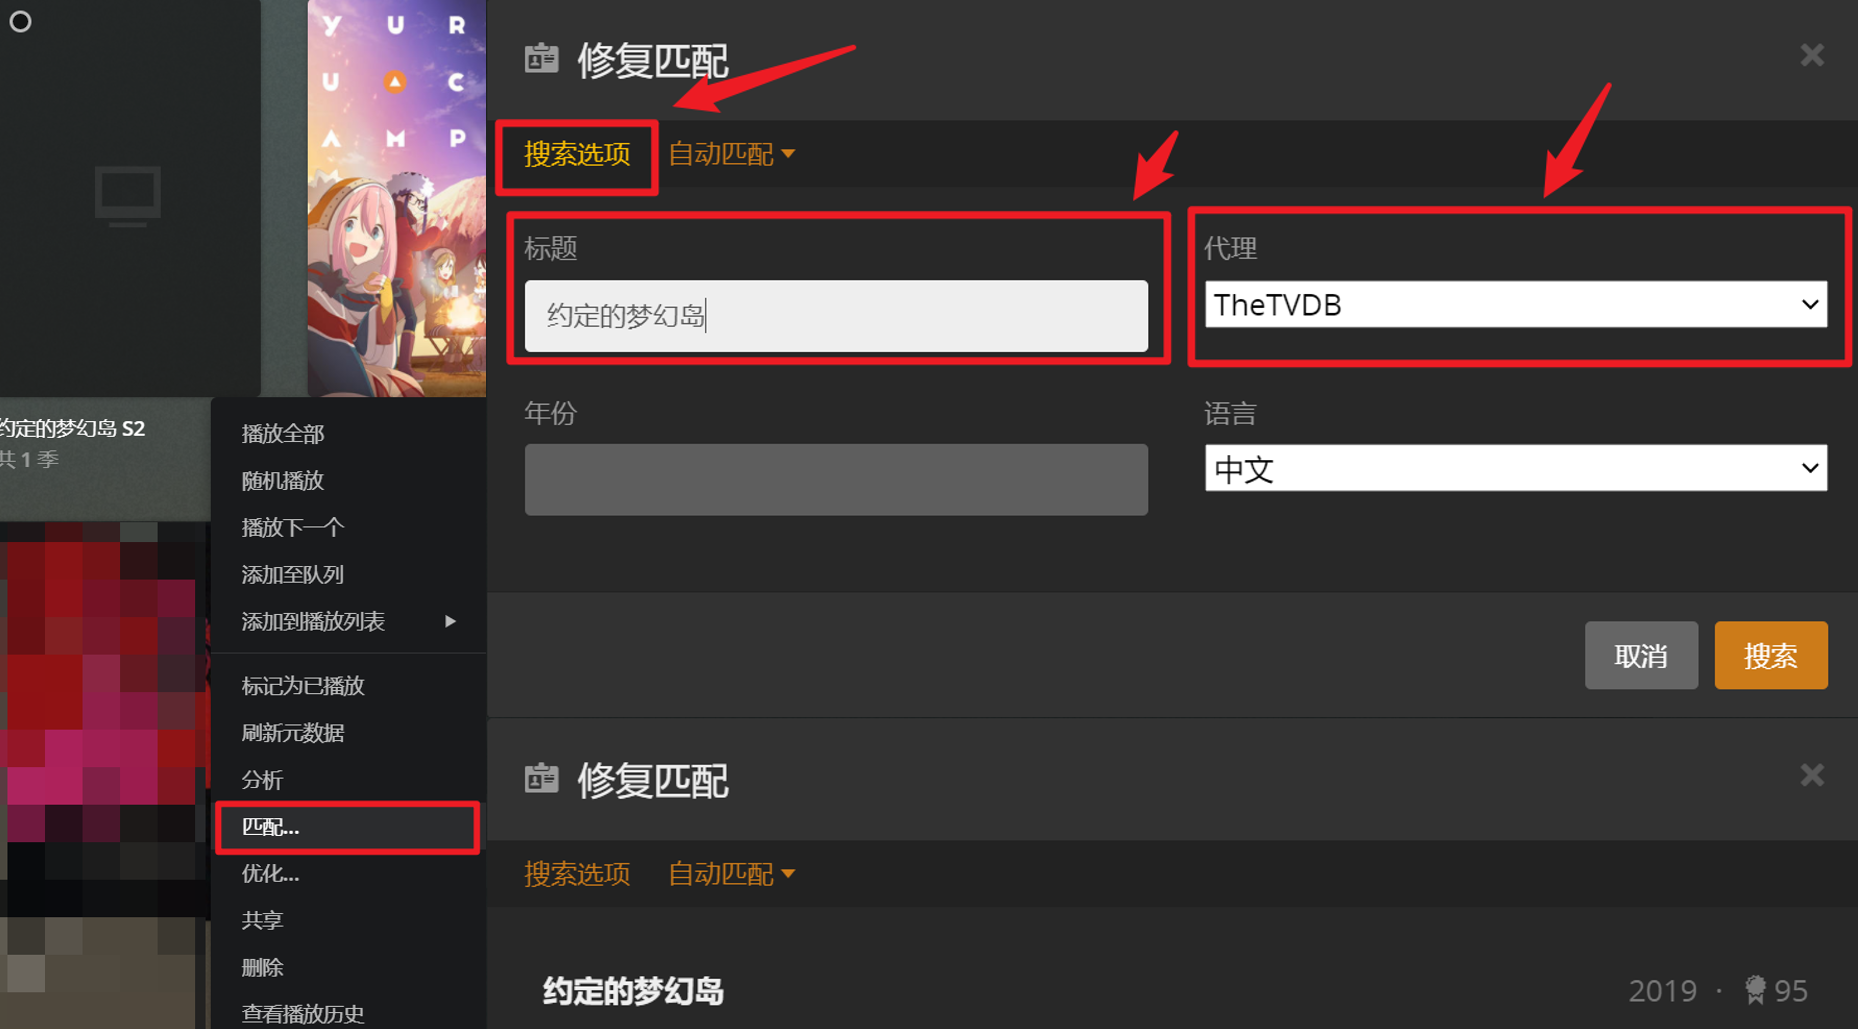 Y U R
U C
A M P
约定的梦幻岛 S2
共 1 季
播放全部
随机播放
播放下一个
添加至队列
添加到播放列表
标记为已播放
刷新元数据
分析
匹配...
优化...
共享
删除
查看播放历史
修复匹配
搜索选项 自动匹配
标题
约定的梦幻岛
代理
TheTVDB
年份
语言
中文
取消 搜索
修复匹配
搜索选项 自动匹配
约定的梦幻岛
2019 · 95